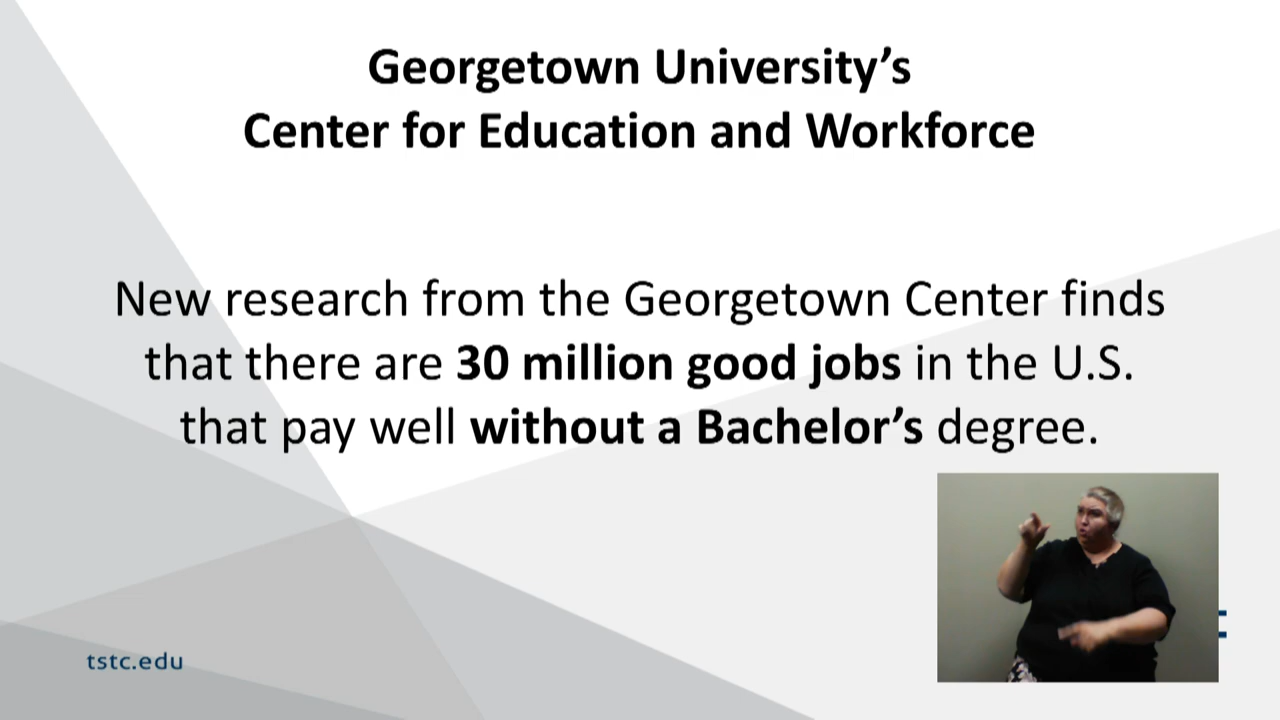 Georgetown University’s
Center for Education and Workforce
New research from the Georgetown Center finds
that there are 30 million good jobs in the U.S.
that pay well without a Bachelor’s degree.
tstc.edu